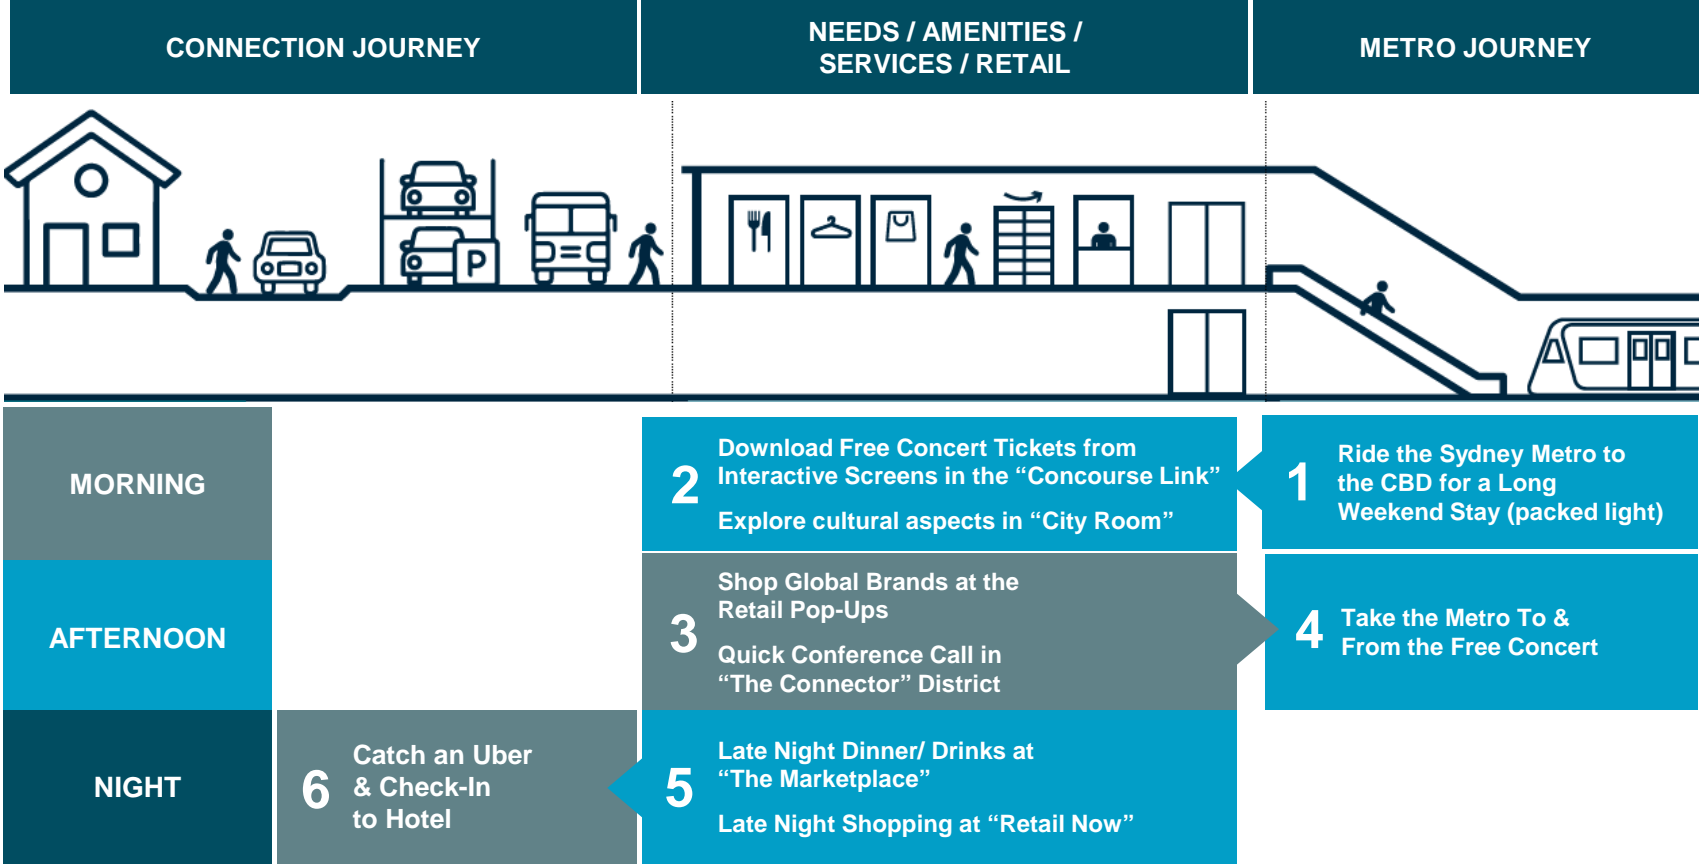 CONNECTION JOURNEY
NEEDS / AMENITIES /
SERVICES / RETAIL
METRO JOURNEY
P
MORNING
2
Download Free Concert Tickets from
Interactive Screens in the “Concourse Link”
Explore cultural aspects in “City Room”
1
Ride the Sydney Metro to
the CBD for a Long
Weekend Stay (packed light)
AFTERNOON
3
Shop Global Brands at the
Retail Pop-Ups
Quick Conference Call in
“The Connector” District
4
Take the Metro To &
From the Free Concert
NIGHT
6
Catch an Uber
& Check-In
to Hotel
5
Late Night Dinner/ Drinks at
“The Marketplace”
Late Night Shopping at “Retail Now”